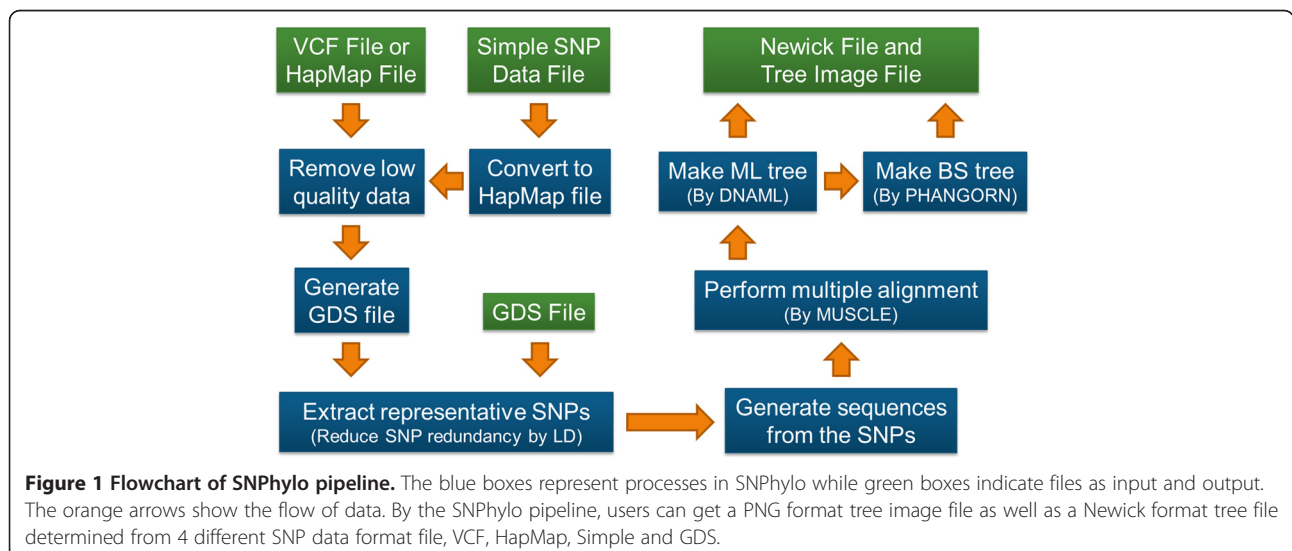 VCF File or
HapMap File
Simple SNP
Data File
Newick File and
Tree Image File
Remove low
quality data
Convert to
HapMap file
Make ML tree
(By DNAML)
Make BS tree
(By PHANGORN)
Generate
GDS file
GDS File
Perform multiple alignment
(By MUSCLE)
Extract representative SNPs
(Reduce SNP redundancy by LD)
Generate sequences
from the SNPs
Figure 1 Flowchart of SNPhylo pipeline. The blue boxes represent processes in SNPhylo while green boxes indicate files as input and output.
The orange arrows show the flow of data. By the SNPhylo pipeline, users can get a PNG format tree image file as well as a Newick format tree file
determined from 4 different SNP data format file, VCF, HapMap, Simple and GDS.